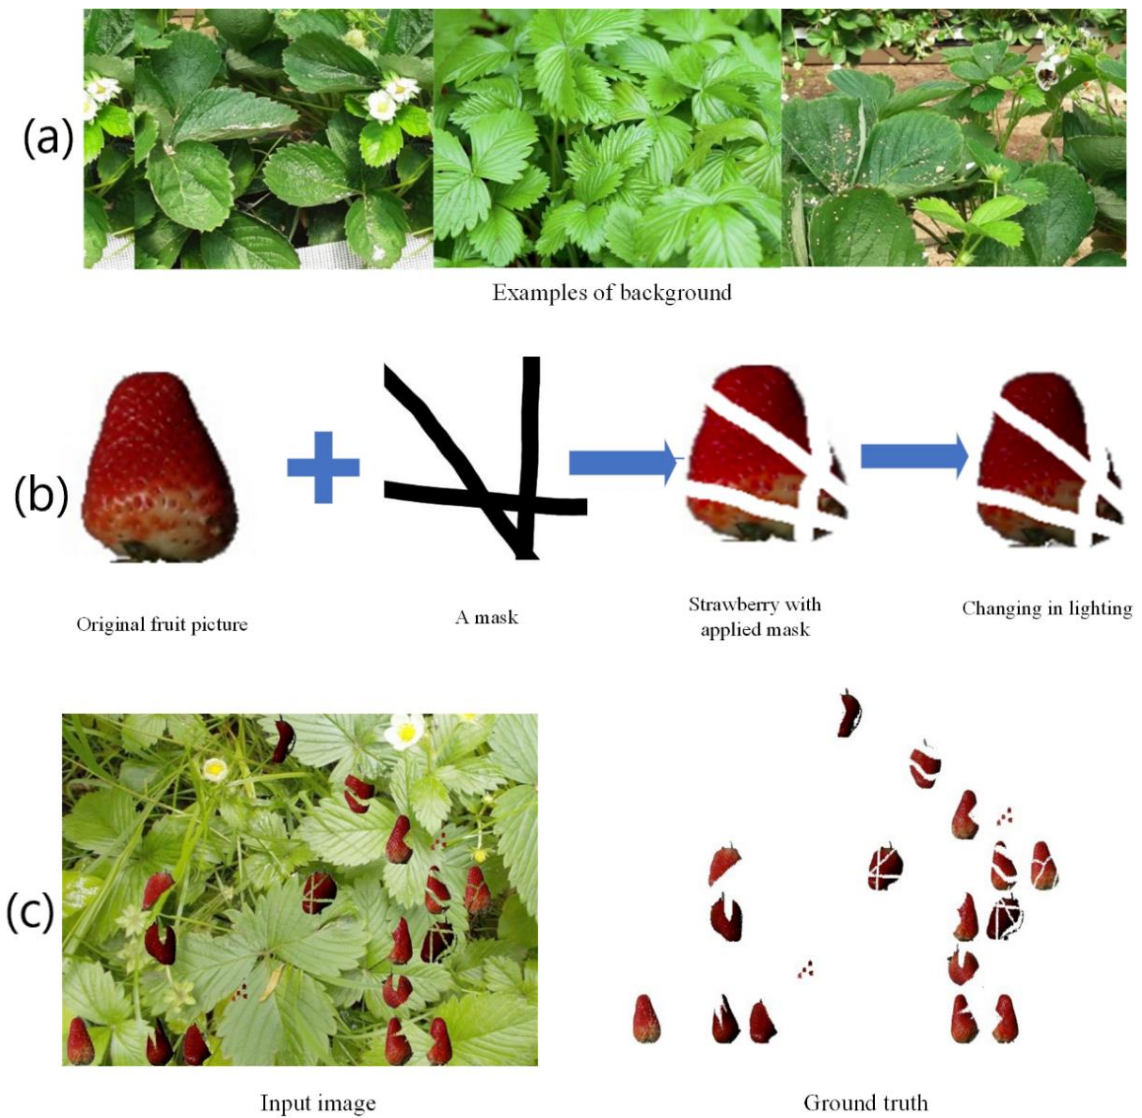 (a)
Examples of background
(b)
Original fruit picture
A mask
Strawberry with
applied mask
Changing in lighting
(c)
Input image
Ground truth